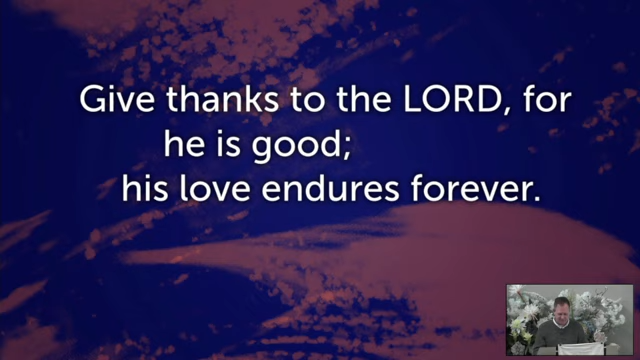 Give thanks to the LORD, for
he is good;
his love endures forever.